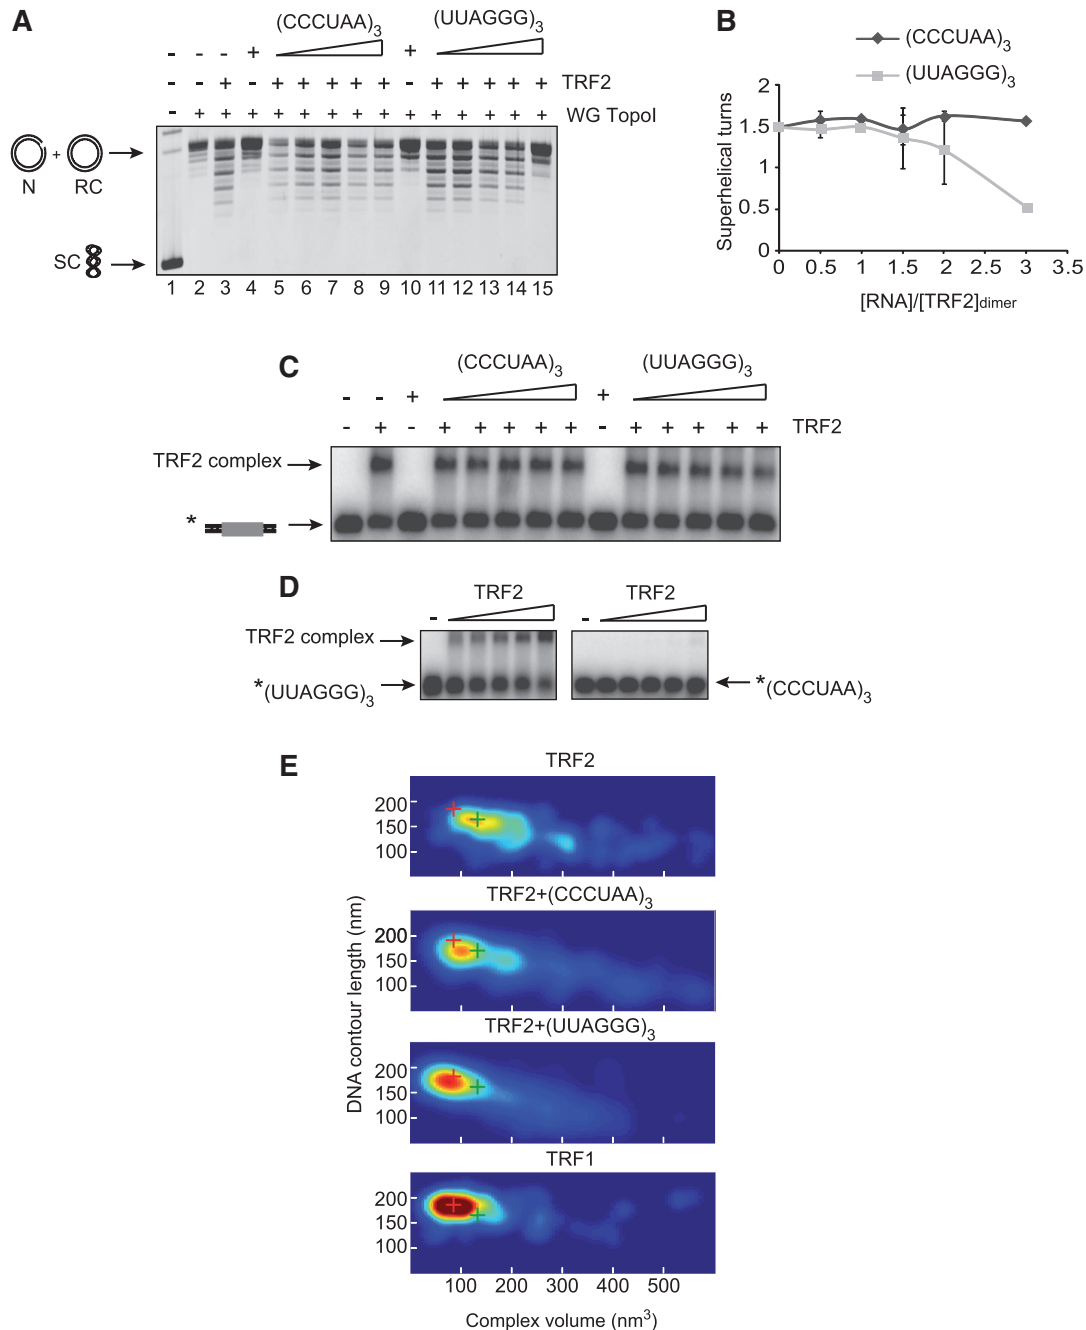 A
(CCCUAA)3
(UUAGGG)3
- - - + +
- - + - + + + + + - + + + + + TRF2
- + + + + + + + + + + + + + + WG TopoI
N + RC
SC
1 2 3 4 5 6 7 8 9 10 11 12 13 14 15
B
(CCCUAA)3
(UUAGGG)3
Superhelical turns
2
1.5
1
0.5
0
0 0.5 1 1.5 2 2.5 3 3.5
[RNA]/[TRF2]dimer
C
(CCCUAA)3
(UUAGGG)3
- - + +
- + - + + + + + - + + + + + TRF2
TRF2 complex
*
D
TRF2
TRF2
- -
TRF2 complex
*(UUAGGG)3
*(CCCUAA)3
E
DNA contour length (nm)
TRF2
200
150
100
TRF2+(CCCUAA)3
200
150
100
TRF2+(UUAGGG)3
200
150
100
TRF1
200
150
100
100 200 300 400 500
Complex volume (nm3)